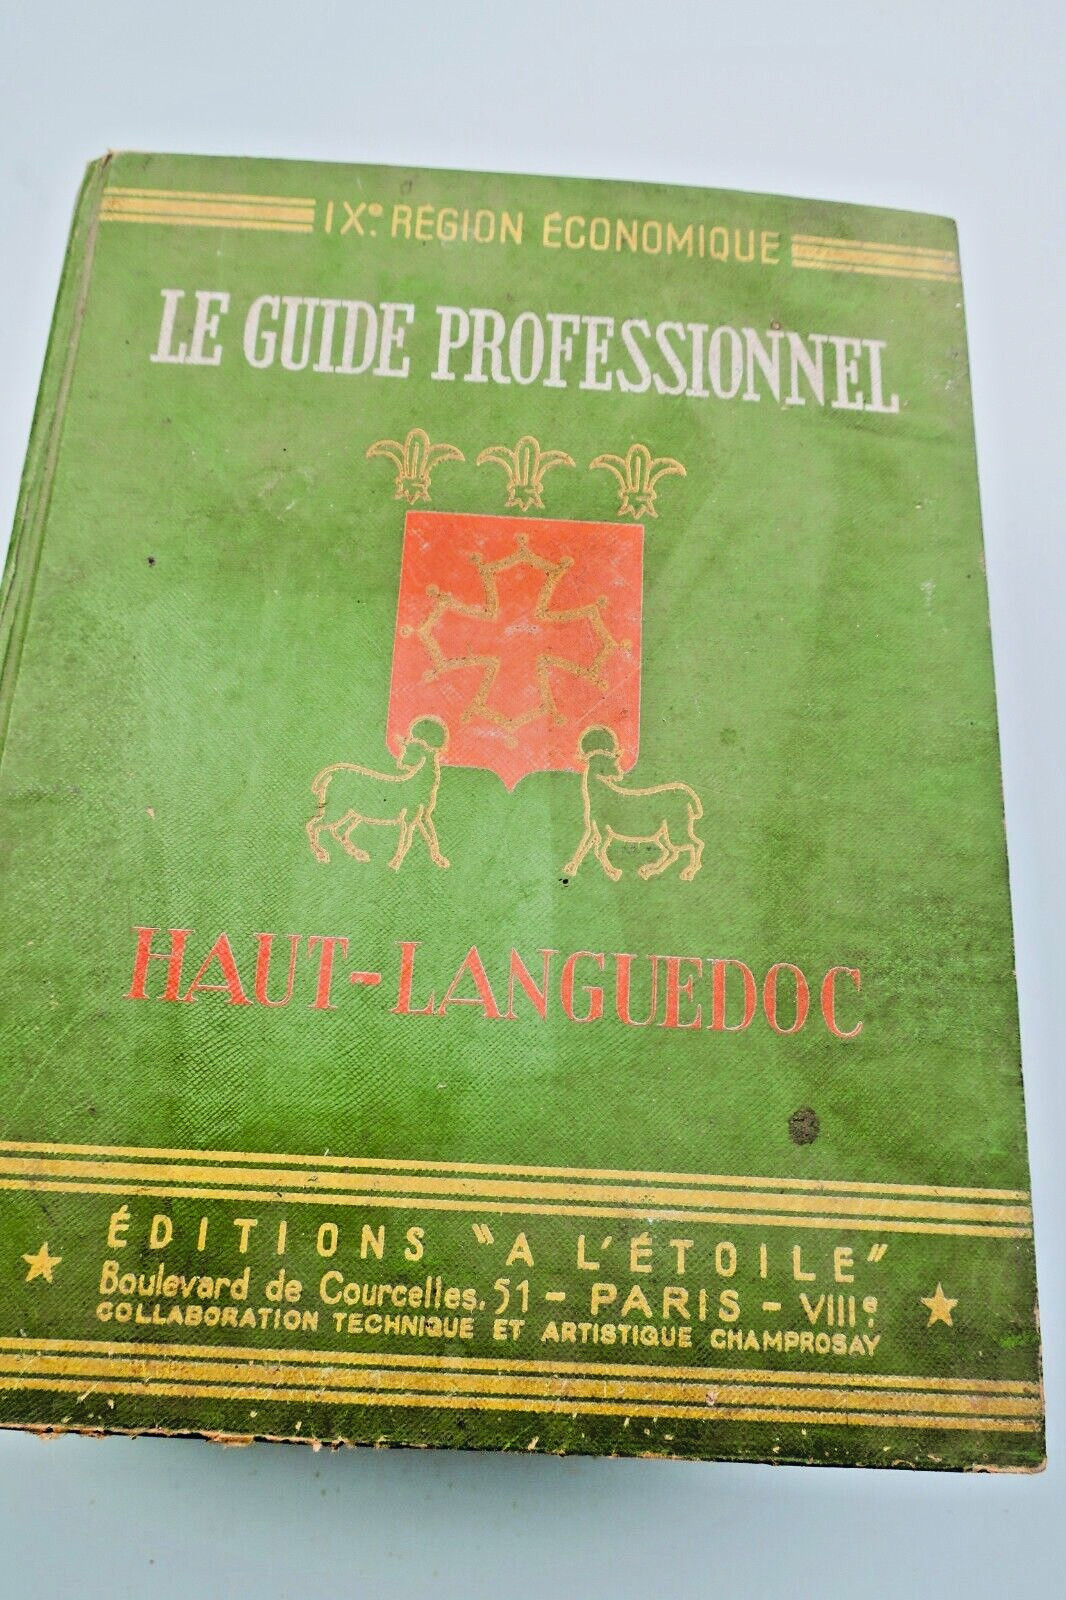 IXe. RÉGION ÉCONOMIQUE
LE GUIDE PROFESSIONNEL
HAUT-LANGUEDOC
ÉDITIONS "A L'ÉTOILE"
Boulevard de Courcelles, 51 - PARIS - VIIIe.
COLLABORATION TECHNIQUE ET ARTISTIQUE CHAMPROSAY